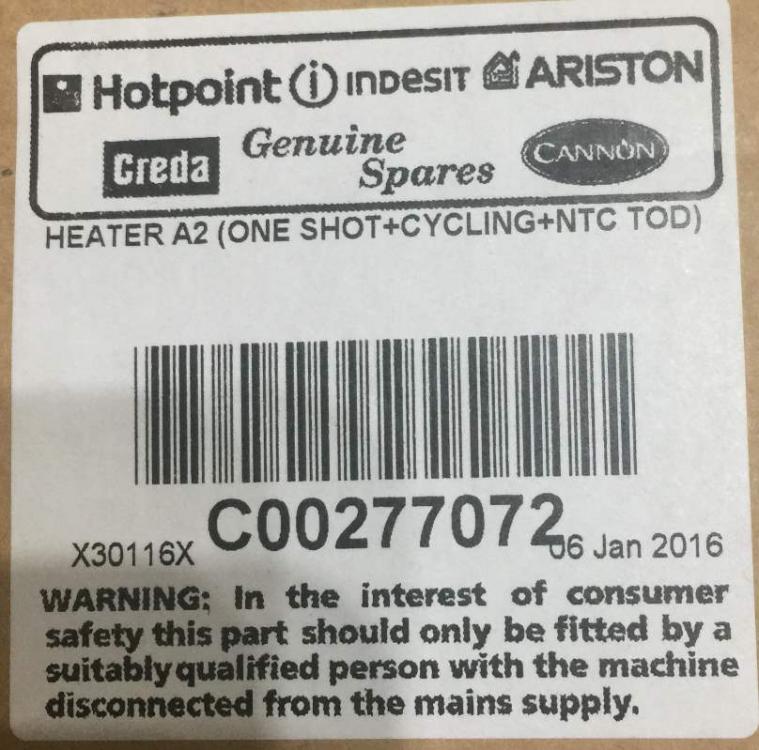 Hotpoint i INDESIT ARISTON
Creda Genuine Spares CANNON
HEATER A2 (ONE SHOT+CYCLING+NTC TOD)
C00277072
X30116X 06 Jan 2016
WARNING: In the interest of consumer
safety this part should only be fitted by a
suitably qualified person with the machine
disconnected from the mains supply.